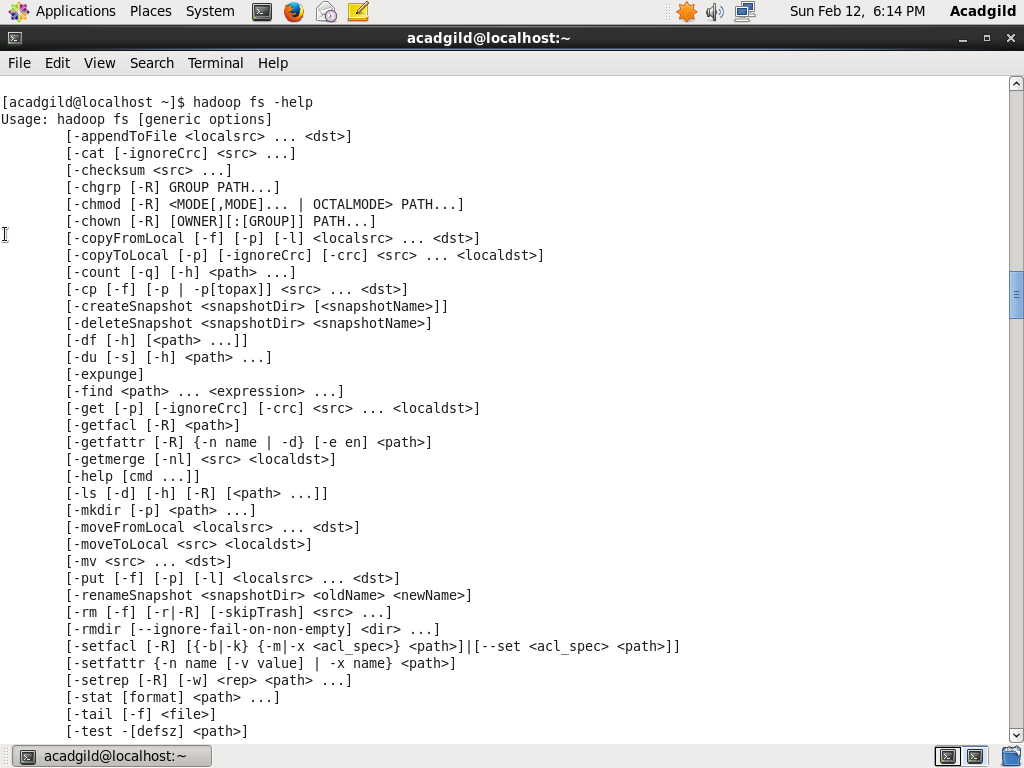 Applications Places System Sun Feb 12, 6:14 PM Acadgild
acadgild@localhost:~
File Edit View Search Terminal Help
[acadgild@localhost ~]$ hadoop fs -help
Usage: hadoop fs [generic options]
[-appendToFile <localsrc> ... <dst>]
[-cat [-ignoreCrc] <src> ...]
[-checksum <src> ...]
[-chgrp [-R] GROUP PATH...]
[-chmod [-R] <MODE[,MODE]... | OCTALMODE> PATH...]
[-chown [-R] [OWNER][:[GROUP]] PATH...]
[-copyFromLocal [-f] [-p] [-l] <localsrc> ... <dst>]
[-copyToLocal [-p] [-ignoreCrc] [-crc] <src> ... <localdst>]
[-count [-q] [-h] <path> ...]
[-cp [-f] [-p | -p[topax]] <src> ... <dst>]
[-createSnapshot <snapshotDir> [<snapshotName>]]
[-deleteSnapshot <snapshotDir> <snapshotName>]
[-df [-h] [<path> ...]]
[-du [-s] [-h] <path> ...]
[-expunge]
[-find <path> ... <expression> ...]
[-get [-p] [-ignoreCrc] [-crc] <src> ... <localdst>]
[-getfacl [-R] <path>]
[-getfattr [-R] {-n name | -d} [-e en] <path>]
[-getmerge [-nl] <src> <localdst>]
[-help [cmd ...]]
[-ls [-d] [-h] [-R] [<path> ...]]
[-mkdir [-p] <path> ...]
[-moveFromLocal <localsrc> ... <dst>]
[-moveToLocal <src> <localdst>]
[-mv <src> ... <dst>]
[-put [-f] [-p] [-l] <localsrc> ... <dst>]
[-renameSnapshot <snapshotDir> <oldName> <newName>]
[-rm [-f] [-r|-R] [-skipTrash] <src> ...]
[-rmdir [--ignore-fail-on-non-empty] <dir> ...]
[-setfacl [-R] [{-b|-k} {-m|-x <acl_spec>} <path>]|[--set <acl_spec> <path>]]
[-setfattr {-n name [-v value] | -x name} <path>]
[-setrep [-R] [-w] <rep> <path> ...]
[-stat [format] <path> ...]
[-tail [-f] <file>]
[-test -[defsz] <path>]
acadgild@localhost:~